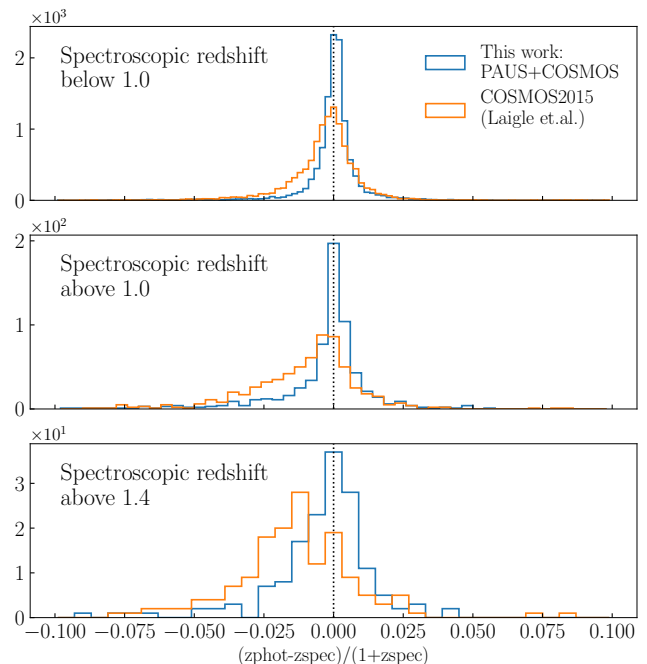 ×10³
2
1
0
Spectroscopic redshift
below 1.0
This work:
PAUS+COSMOS
COSMOS2015
(Laigle et.al.)
×10²
2
1
0
Spectroscopic redshift
above 1.0
×10¹
3
2
1
0
Spectroscopic redshift
above 1.4
−0.100 −0.075 −0.050 −0.025 0.000 0.025 0.050 0.075 0.100
(zphot-zspec)/(1+zspec)